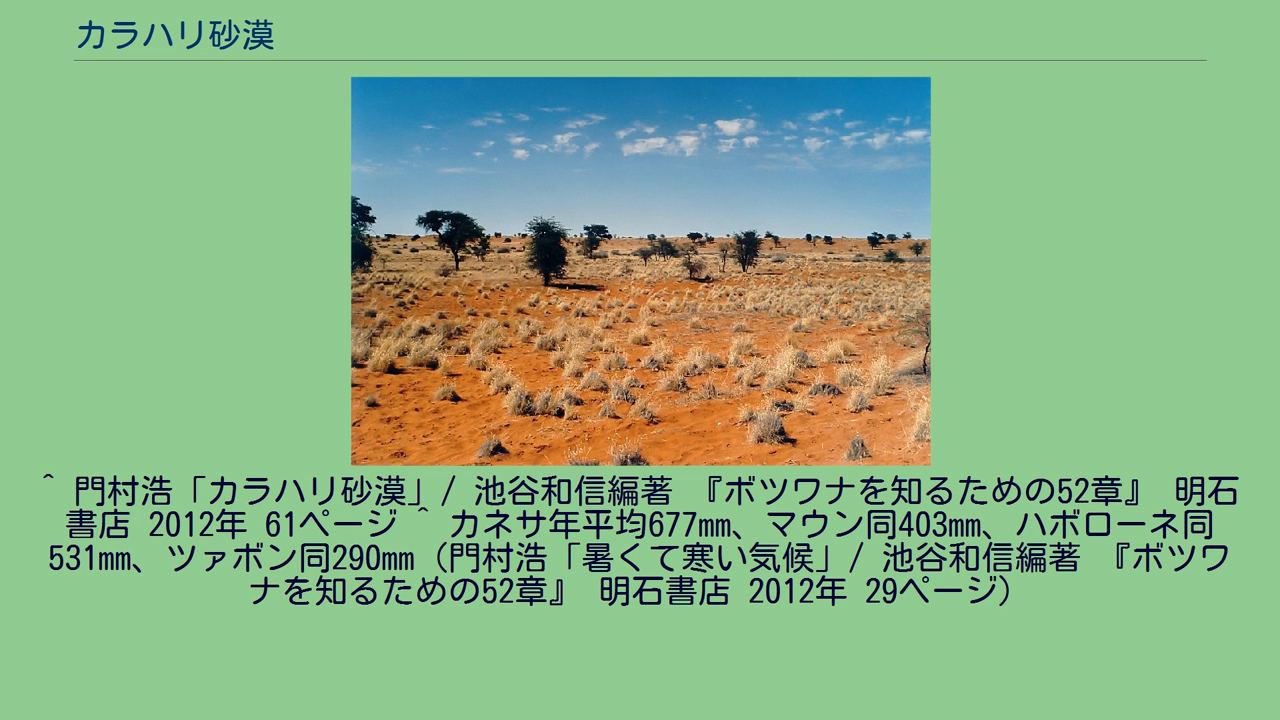 カラハリ砂漠
^ 門村浩「カラハリ砂漠」/ 池谷和信編著 『ボツワナを知るための52章』 明石
書店 2012年 61ページ ^ カネサ年平均677mm、マウン同403mm、ハボローネ同
531mm、ツァボン同290mm（門村浩「暑くて寒い気候」/ 池谷和信編著 『ボツワ
ナを知るための52章』 明石書店 2012年 29ページ）